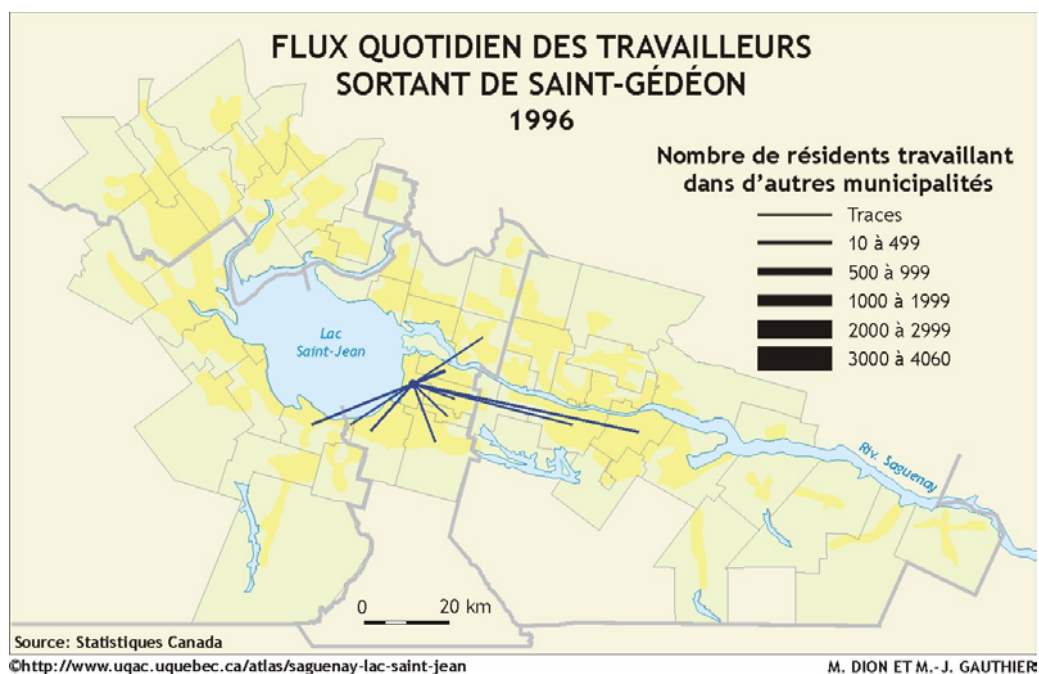 FLUX QUOTIDIEN DES TRAVAILLEURS
SORTANT DE SAINT-GÉDÉON
1996
Nombre de résidents travaillant
dans d'autres municipalités
Traces
10 à 499
500 à 999
1000 à 1999
2000 à 2999
3000 à 4060
Lac
Saint-Jean
Riv. Saguenay
0 20 km
Source: Statistiques Canada
©http://www.uqac.uquebec.ca/atlas/saguenay-lac-saint-jean
M. DION ET M.-J. GAUTHIER